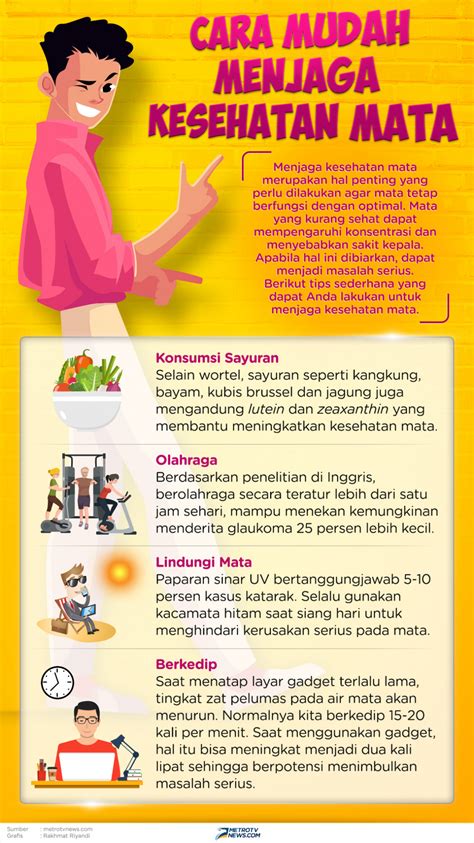 CARA MUDAH
MENJAGA
KESEHATAN MATA
Menjaga kesehatan mata
merupakan hal penting yang
perlu dilakukan agar mata tetap
berfungsi dengan optimal. Mata
yang kurang sehat dapat
mempengaruhi konsentrasi dan
menyebabkan sakit kepala.
Apabila hal ini dibiarkan, dapat
menjadi masalah serius.
Berikut tips sederhana yang
dapat Anda lakukan untuk
menjaga kesehatan mata.
Konsumsi Sayuran
Selain wortel, sayuran seperti kangkung,
bayam, kubis brussel dan jagung juga
mengandung lutein dan zeaxanthin yang
membantu meningkatkan kesehatan mata.
Olahraga
Berdasarkan penelitian di Inggris,
berolahraga secara teratur lebih dari satu
jam sehari, mampu menekan kemungkinan
menderita glaukoma 25 persen lebih kecil.
Lindungi Mata
Paparan sinar UV bertanggungjawab 5-10
persen kasus katarak. Selalu gunakan
kacamata hitam saat siang hari untuk
menghindari kerusakan serius pada mata.
Berkedip
Saat menatap layar gadget terlalu lama,
tingkat zat pelumas pada air mata akan
menurun. Normalnya kita berkedip 15-20
kali per menit. Saat menggunakan gadget,
hal itu bisa meningkat menjadi dua kali
lipat sehingga berpotensi menimbulkan
masalah serius.
Sumber : metrotvnews.com
Grafis : Rakhmat Riyandi
METROTV
NEWS.COM